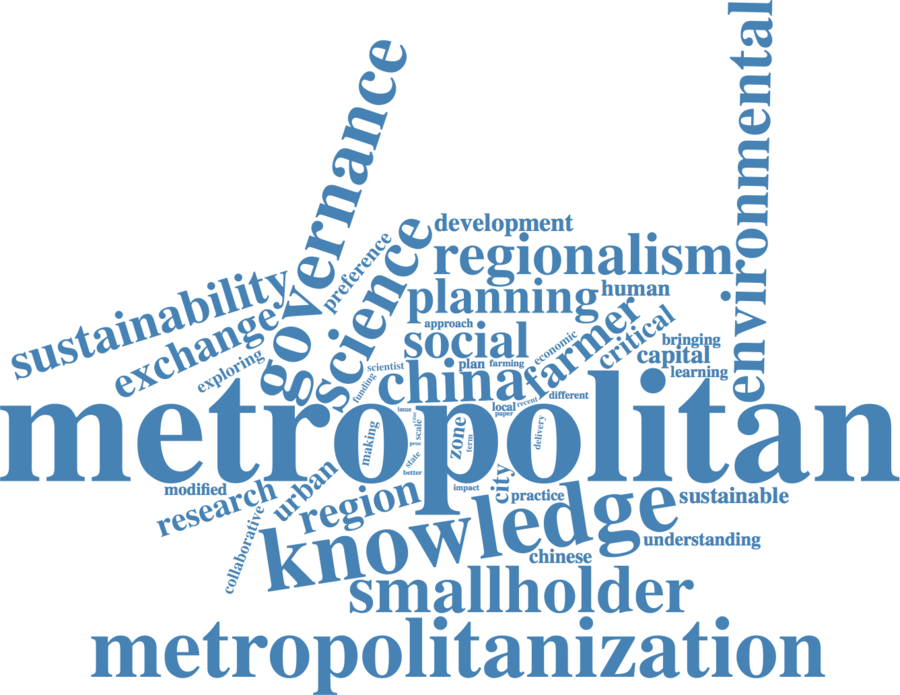 governance
environmental
development
science
preference
regionalism
sustainability
planning
human
exchange
approach
social
farmer
critical
economic
bringing
exploring
scientist
plan
farming
capital
learning
china
funding
different
metropolitan
local
recent
paper
issue
making
scale
zone
term
delivery
state
better
modified
impact
city
practice
sustainable
research
urban
region
knowledge
collaborative
understanding
chinese
smallholder
metropolitanization